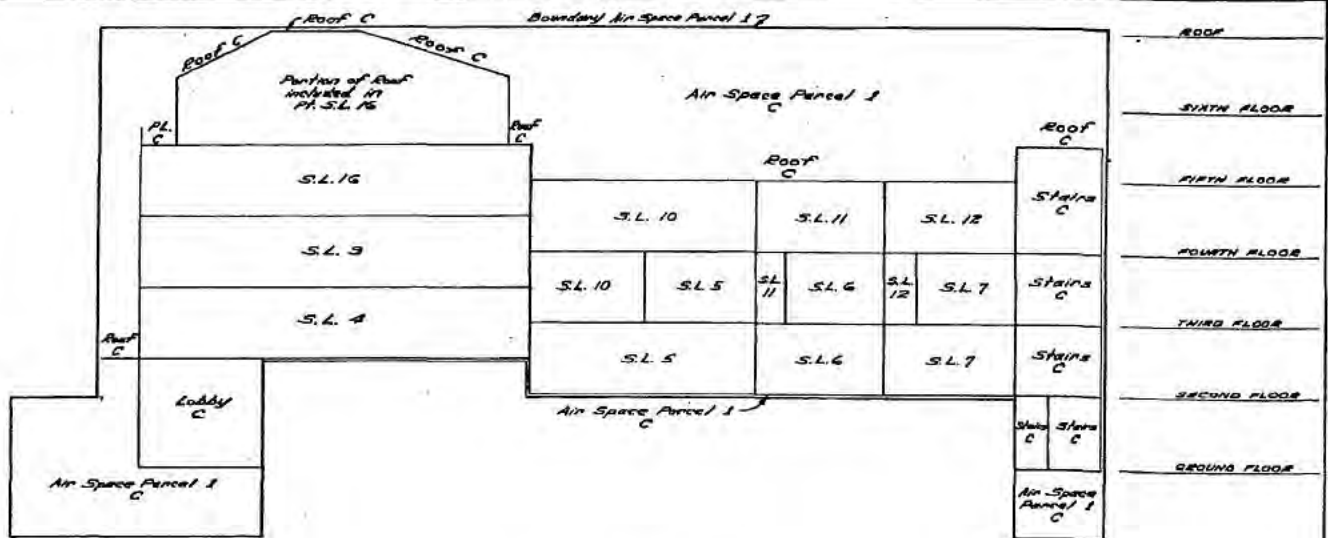 Roof C
Boundary Air Space Parcel 1
ROOF
Roof C
Roof C
Portion of Roof
included in
Pt. S.L. 16
Air Space Parcel 1
C
SIXTH FLOOR
PL.
C
Roof
C
Roof
C
Roof
C
S.L. 16
FIFTH FLOOR
Stairs
C
S.L. 10
S.L. 11
S.L. 12
S.L. 9
FOURTH FLOOR
S.L. 10
S.L. 5
S.L.
11
S.L. 6
S.L.
12
S.L. 7
Stairs
C
S.L. 4
THIRD FLOOR
Roof
C
S.L. 5
S.L. 6
S.L. 7
Stairs
C
Lobby
C
SECOND FLOOR
Air Space Parcel 1
C
Stairs
C
Stairs
C
GROUND FLOOR
Air Space Parcel 1
C
Air Space
Parcel 1
C